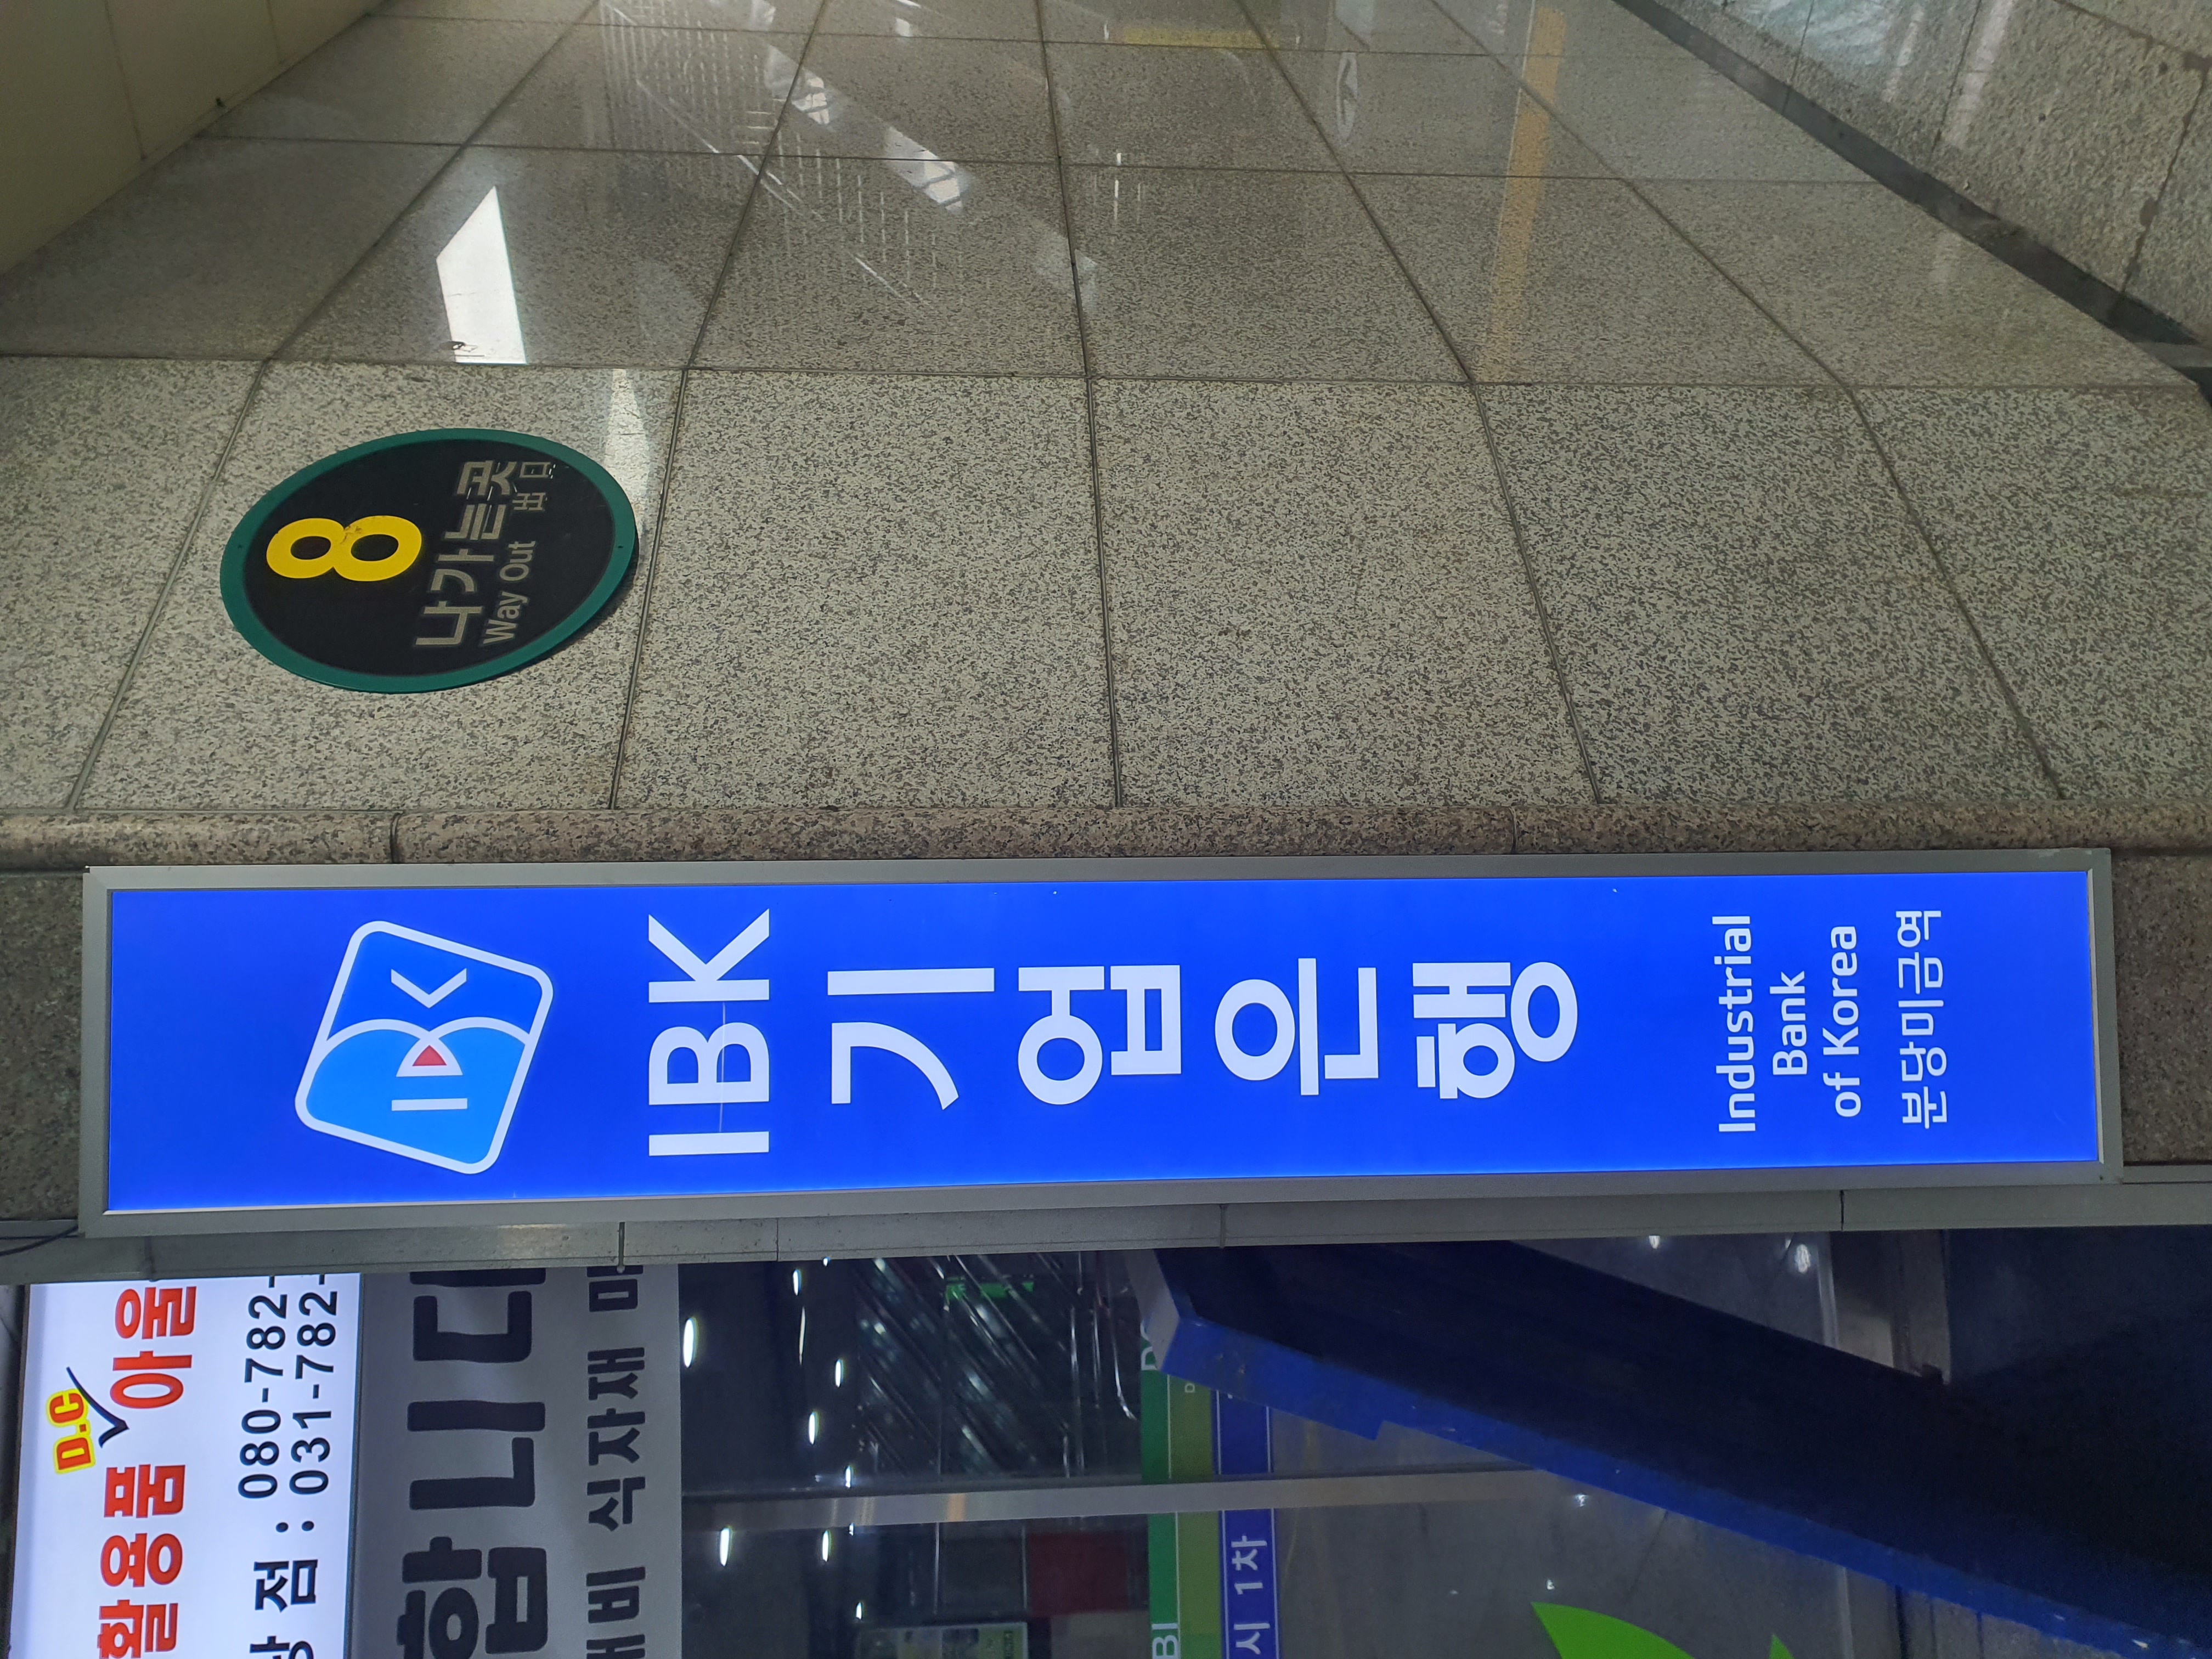 IBK
IBK
기
업
은
행
Industrial
Bank
of Korea
분당미금역
8
나가는곳
Way Out 出口
D.C
활용품 아울
점 : 080-782-
: 031-782-
합니다
식자재
시 1차